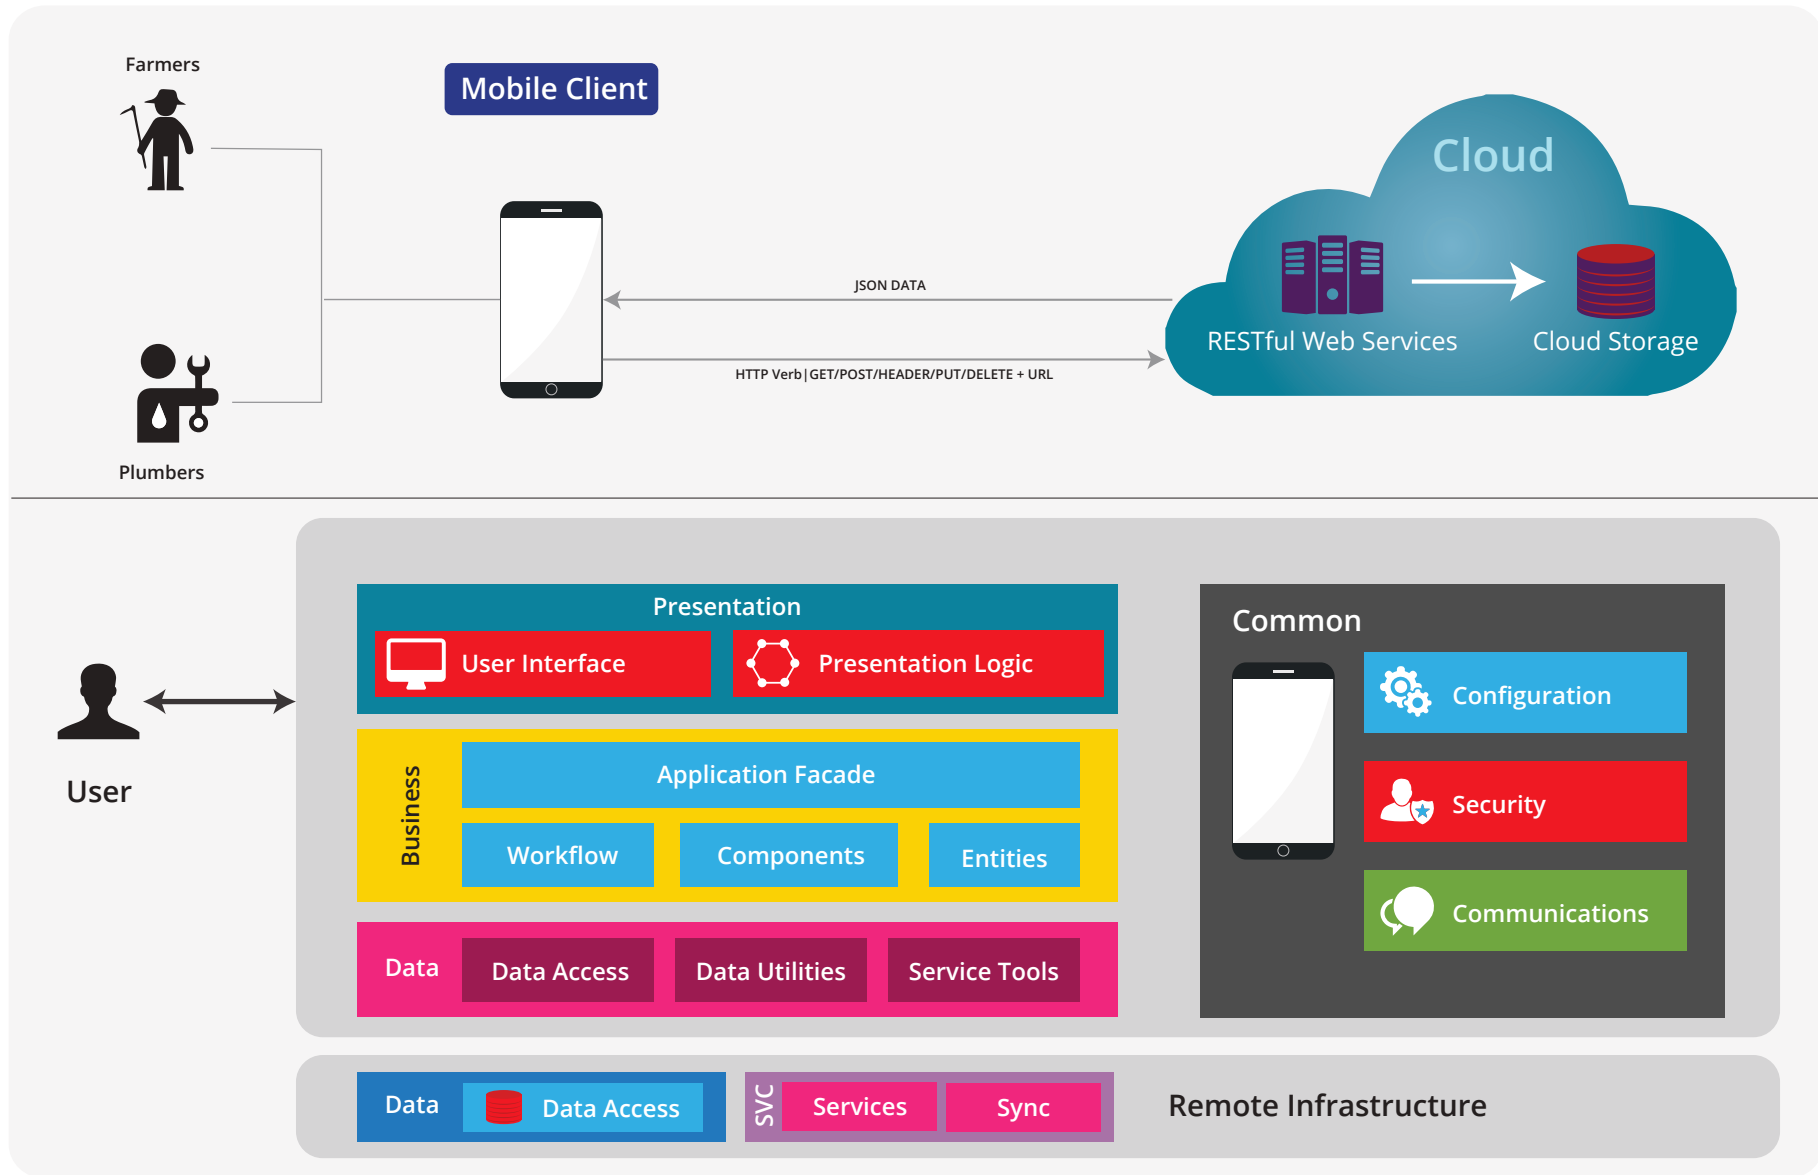 Farmers
Mobile Client
Cloud
JSON DATA
RESTful Web Services
Cloud Storage
HTTP Verb|GET/POST/HEADER/PUT/DELETE + URL
Plumbers
Presentation
User Interface
Presentation Logic
Common
Configuration
User
Business
Application Facade
Security
Workflow
Components
Entities
Communications
Data
Data Access
Data Utilities
Service Tools
Data
Data Access
SVC
Services
Sync
Remote Infrastructure